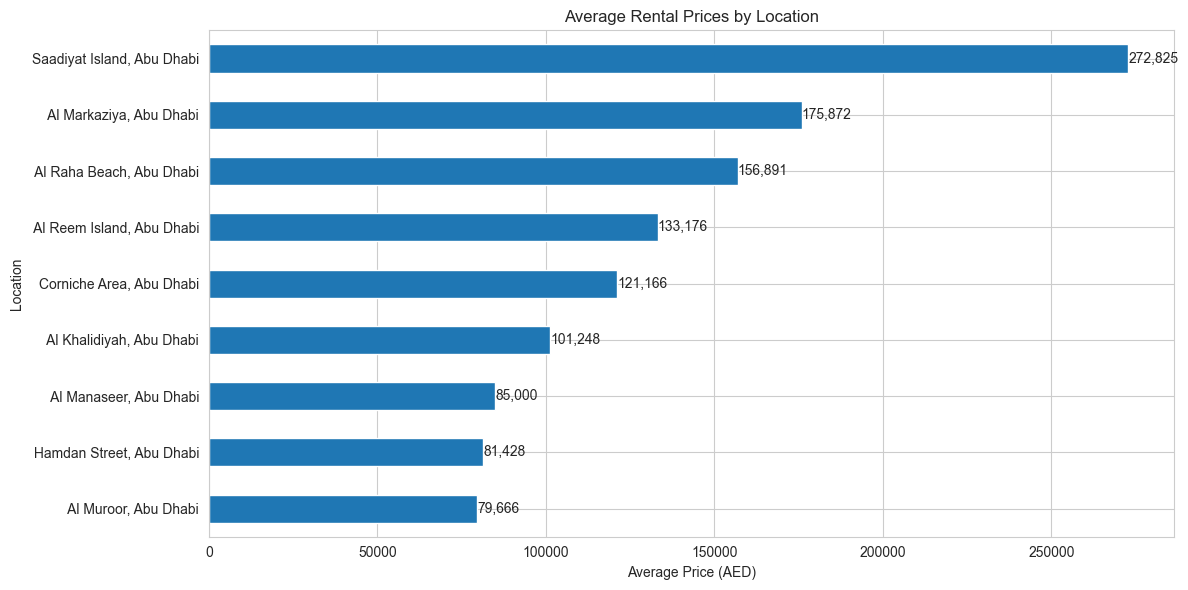 Average Rental Prices by Location
Saadiyat Island, Abu Dhabi 272,825
Al Markaziya, Abu Dhabi 175,872
Al Raha Beach, Abu Dhabi 156,891
Al Reem Island, Abu Dhabi 133,176
Corniche Area, Abu Dhabi 121,166
Al Khalidiyah, Abu Dhabi 101,248
Al Manaseer, Abu Dhabi 85,000
Hamdan Street, Abu Dhabi 81,428
Al Muroor, Abu Dhabi 79,666
Location
0 50000 100000 150000 200000 250000
Average Price (AED)